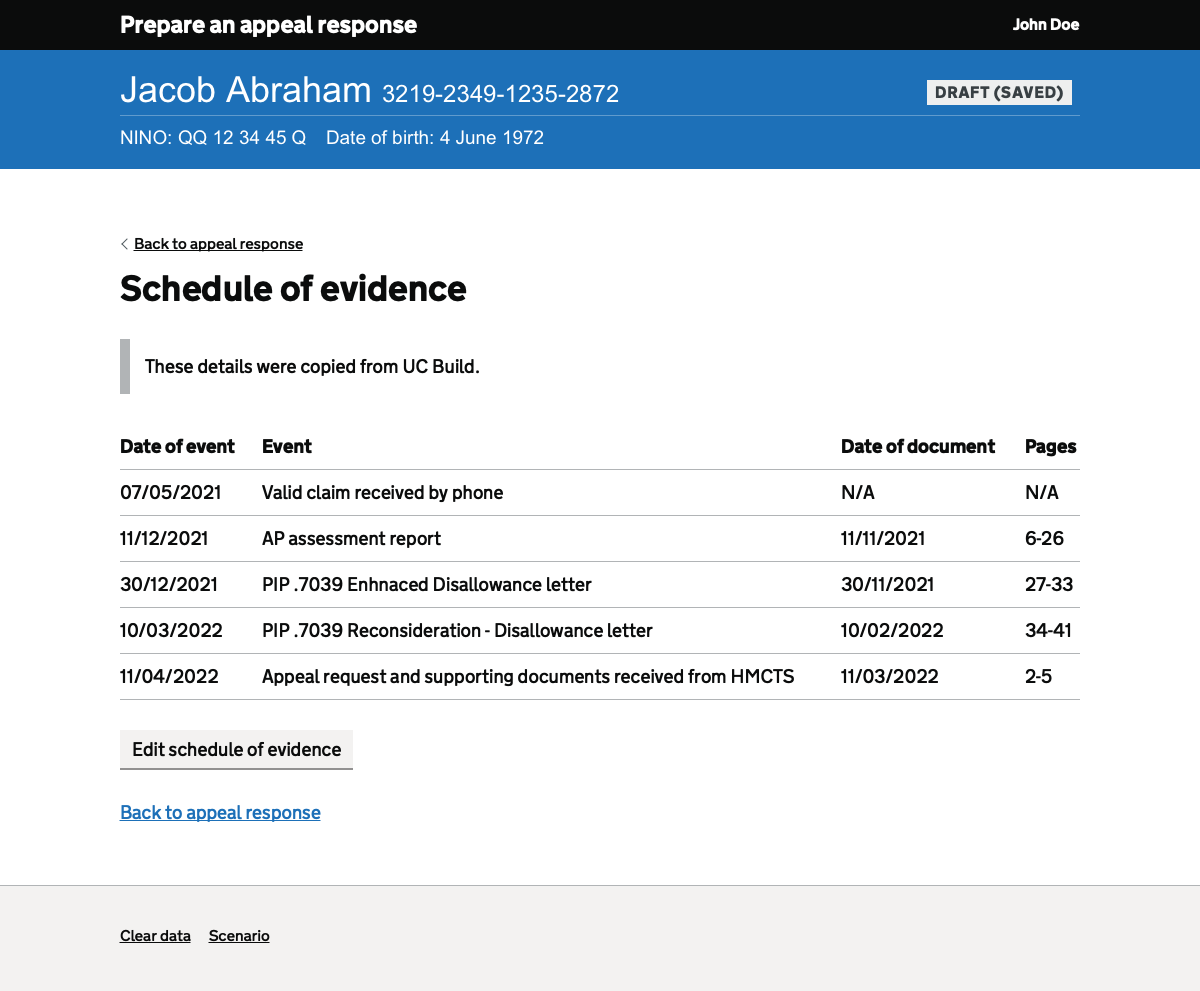 Prepare an appeal response John Doe
Jacob Abraham 3219-2349-1235-2872 DRAFT (SAVED)
NINO: QQ 12 34 45 Q Date of birth: 4 June 1972
Back to appeal response
Schedule of evidence
These details were copied from UC Build.
Date of event Event Date of document Pages
07/05/2021 Valid claim received by phone N/A N/A
11/12/2021 AP assessment report 11/11/2021 6-26
30/12/2021 PIP .7039 Enhnaced Disallowance letter 30/11/2021 27-33
10/03/2022 PIP .7039 Reconsideration - Disallowance letter 10/02/2022 34-41
11/04/2022 Appeal request and supporting documents received from HMCTS 11/03/2022 2-5
Edit schedule of evidence
Back to appeal response
Clear data Scenario